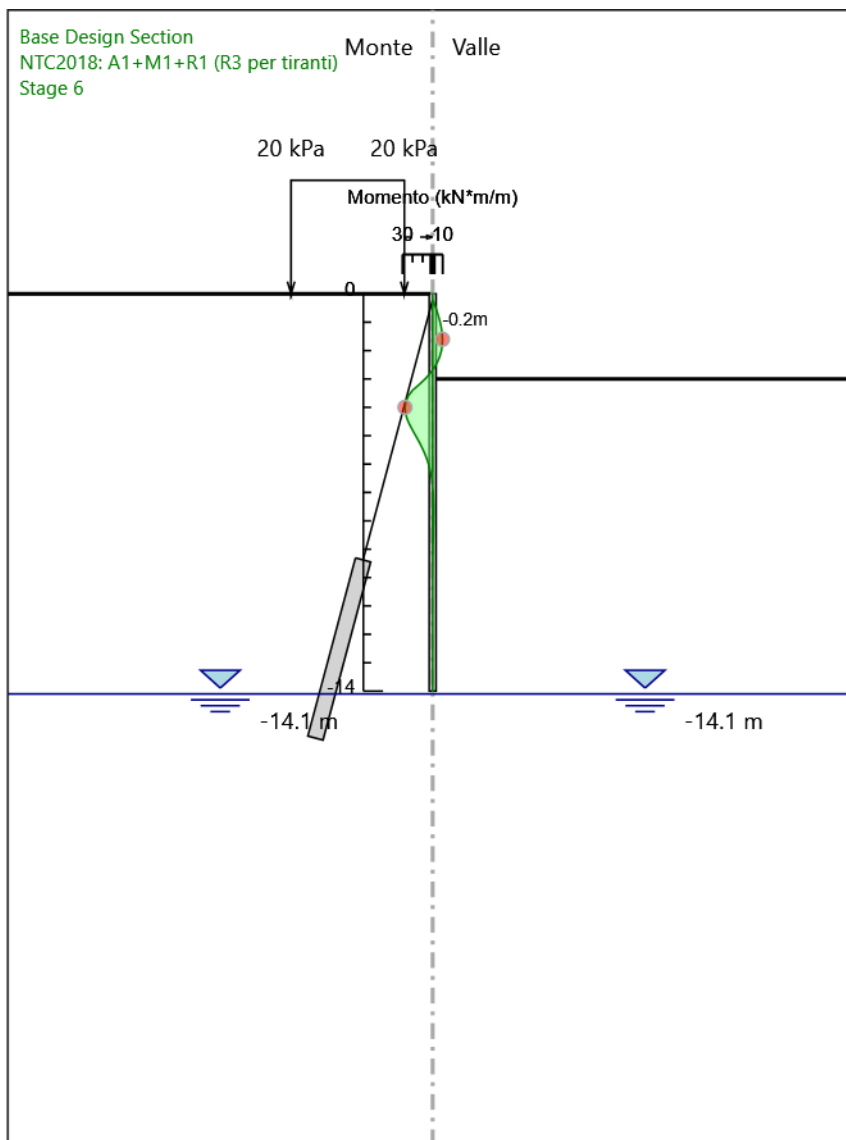 Base Design Section
NTC2018: A1+M1+R1 (R3 per tiranti)
Stage 6
Monte
Valle
20 kPa
20 kPa
Momento (kN*m/m)
30
10
0
-0.2m
-14
-14.1 m
-14.1 m